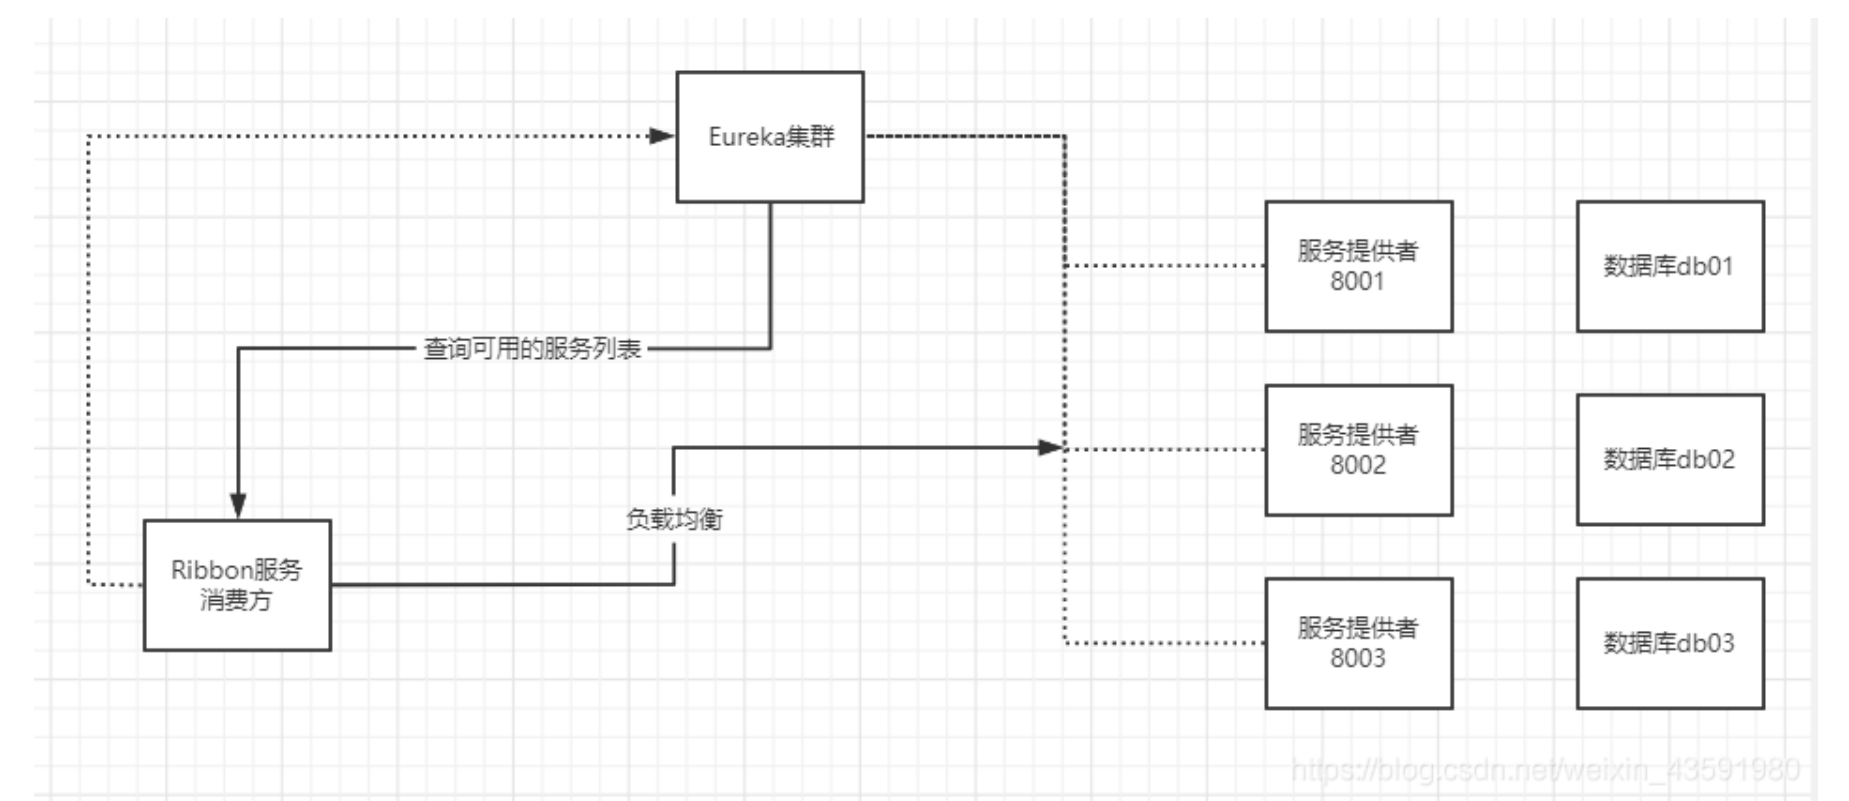 Eureka集群
服务提供者
8001
数据库db01
查询可用的服务列表
服务提供者
8002
数据库db02
负载均衡
Ribbon服务
消费方
服务提供者
8003
数据库db03
https://blog.csdn.net/weixin_43591980